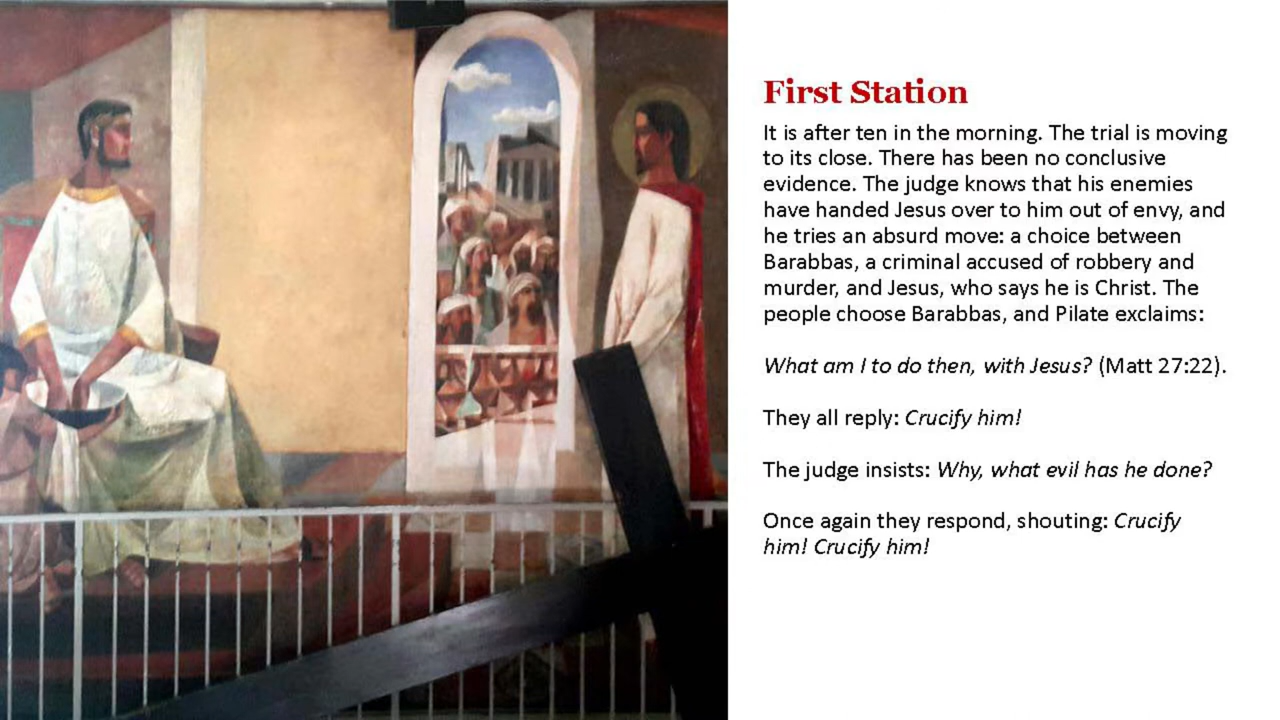 First Station
It is after ten in the morning. The trial is moving
to its close. There has been no conclusive
evidence. The judge knows that his enemies
have handed Jesus over to him out of envy, and
he tries an absurd move: a choice between
Barabbas, a criminal accused of robbery and
murder, and Jesus, who says he is Christ. The
people choose Barabbas, and Pilate exclaims:
What am I to do then, with Jesus? (Matt 27:22).
They all reply: Crucify him!
The judge insists: Why, what evil has he done?
Once again they respond, shouting: Crucify
him! Crucify him!